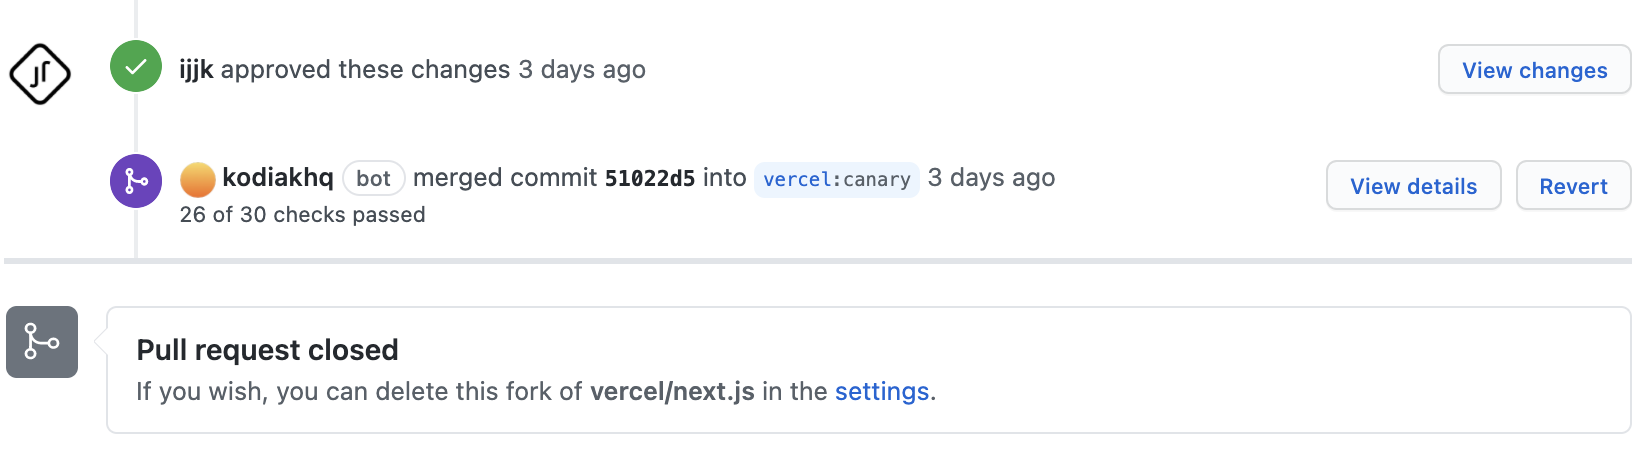 ijjk approved these changes 3 days ago
View changes
kodiakhq bot merged commit 51022d5 into vercel:canary 3 days ago
View details
Revert
26 of 30 checks passed
Pull request closed
If you wish, you can delete this fork of vercel/next.js in the settings.